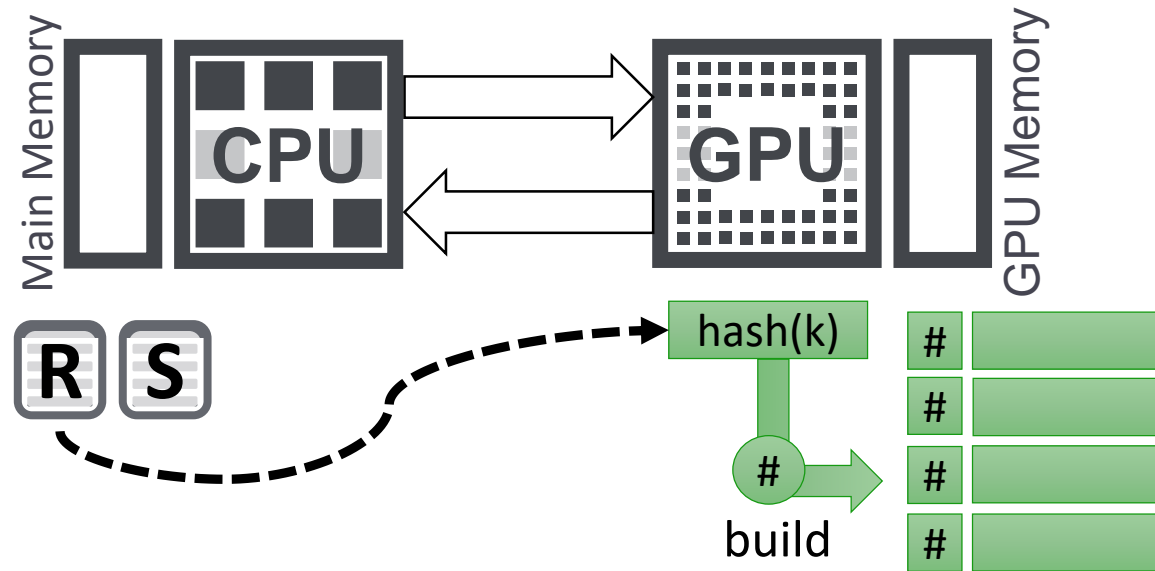 Main Memory
CPU
GPU
GPU Memory
R
S
hash(k)
#
build
#
#
#
#